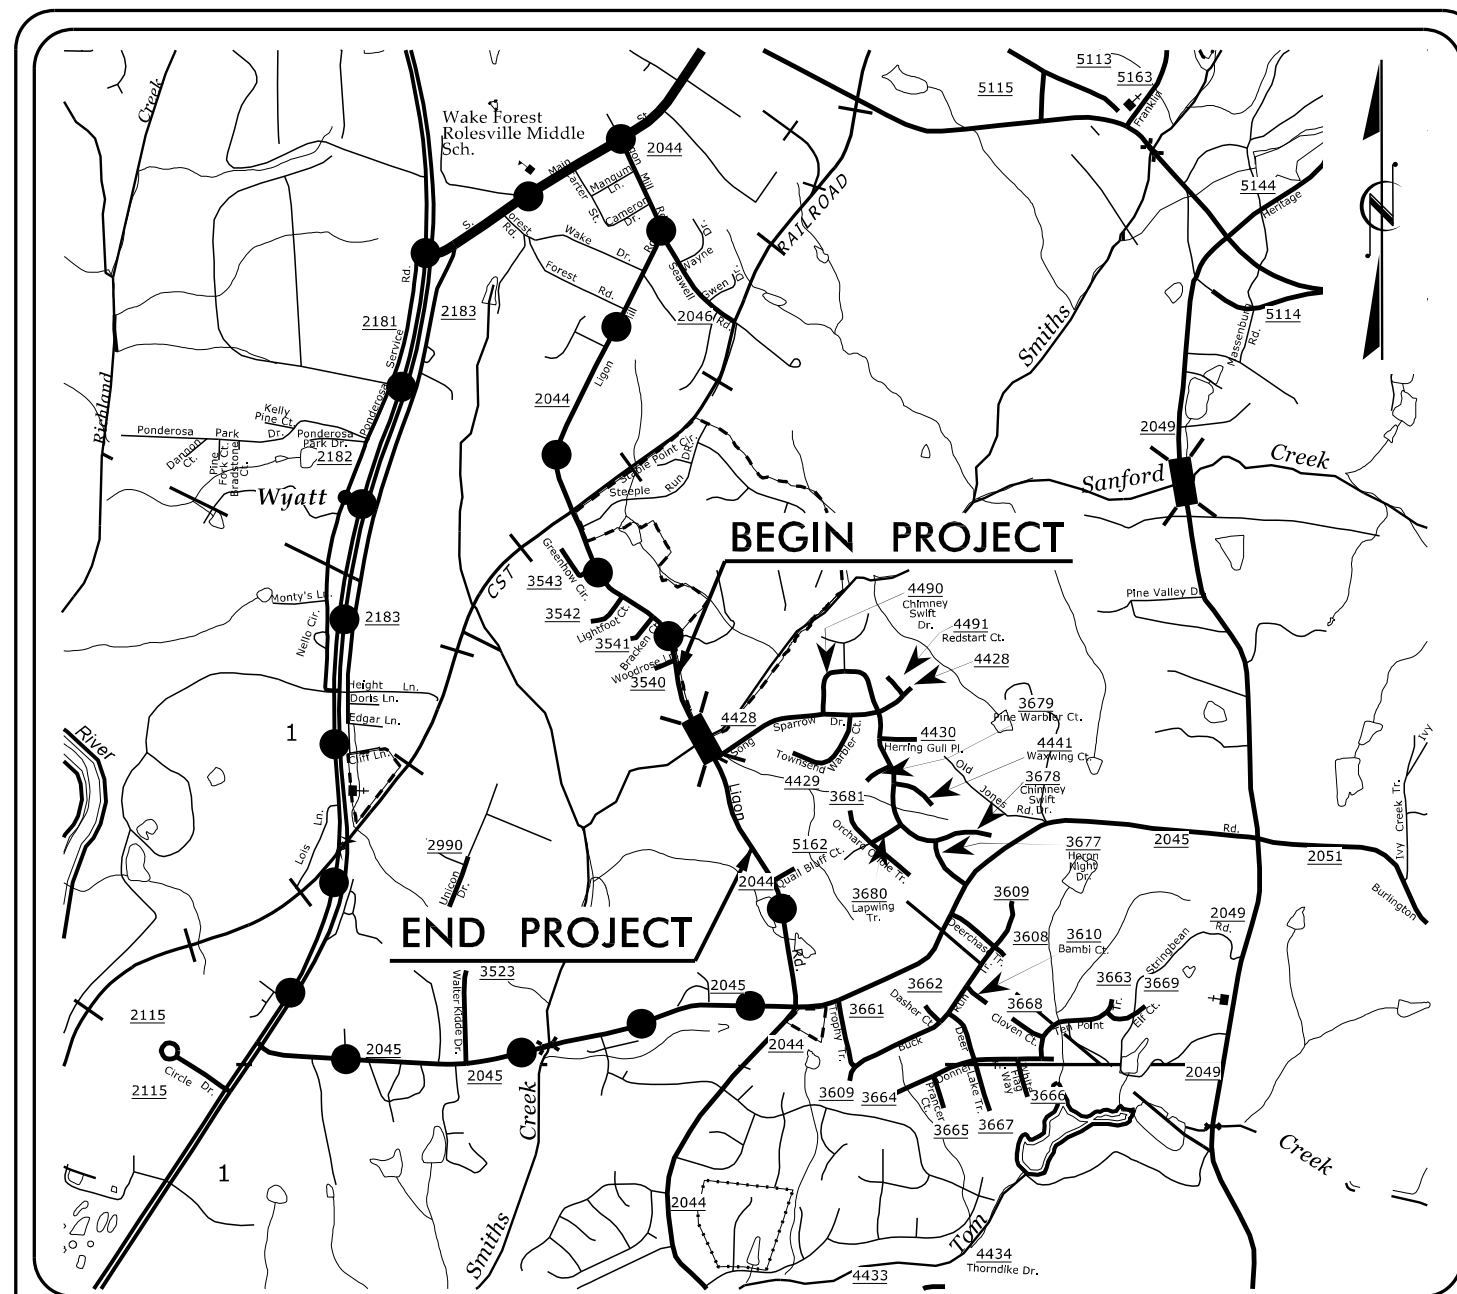 5113
5163
5115
Creek
Franklin
Wake Forest
Rolesville Middle
Sch.
St.
2044
Main
Ligon Mill Rd.
Mangum
Ln.
Carter St.
Cameron
Dr.
5144
Heritage
RAILROAD
S.
Forest
Rd.
Wake Dr.
Wayne
Dr.
Rd.
Forest Rd.
Seawell
Gwen
Dr.
2183
2181
2046
Rd.
5114
Massenburg
Rd.
Smiths
Service
Ponderosa
Ligon
Mill
Richland
2044
Kelly
Pine Ct.
Ponderosa Park Dr.
Ponderosa
Park Dr.
2182
Dannon
Ct.
Pine
Fork Ct.
Bradstone
Ct.
2049
Staple Point Cir.
Steeple Run DR.
Sanford Creek
Wyatt
BEGIN PROJECT
CST
Greenhow Cir.
3543
3542
Lightfoot Ct.
3541
Bracken Ct.
Woodrose Ln.
3540
4490
Chimney
Swift
Dr.
4491
Redstart Ct.
4428
Pine Valley Dr.
Monty's Ln.
2183
Nello Cir.
Height Ln.
Doris Ln.
Edgar Ln.
Cliff Ln.
River
1
4428
Song Sparrow Dr.
3679
Pine Warbler Ct.
4430
Herring Gull Pl.
4441
Waxwing Ct.
Townsend
Warbler Ct.
4429
Old Jones Rd.
3678
Chimney
Swift
Dr.
3681
Ligon
Orchard Oriole Tr.
Ivy
Ivy Creek Tr.
Lois Ln.
2990
Unicon
Dr.
5162
Quail Bluff Ct.
2044
3677
Heron
Night
Dr.
2045
Rd.
2051
Burlington
3680
Lapwing
Tr.
3609
END PROJECT
Deerchase Tr.
3608
3610
Bambi Ct.
2049
Rd.
Stringbean
Rd.
3523
Walter Kidde Dr.
2045
3662
Dasher Ct.
Run
Tr.
3663
3669
Elf Ct.
Tr.
3661
3668
Cloven Ct.
Ten Point
Trophy Tr.
Buck
Deer
2115
2045
2044
2045
Circle Dr.
2115
Creek
Donner
Lake Tr.
White
Flag
Way
2049
3609
3664
Prancer
Ct.
3665
3667
3666
Creek
1
2044
Smiths
Tom
4434
Thorndike Dr.
4433